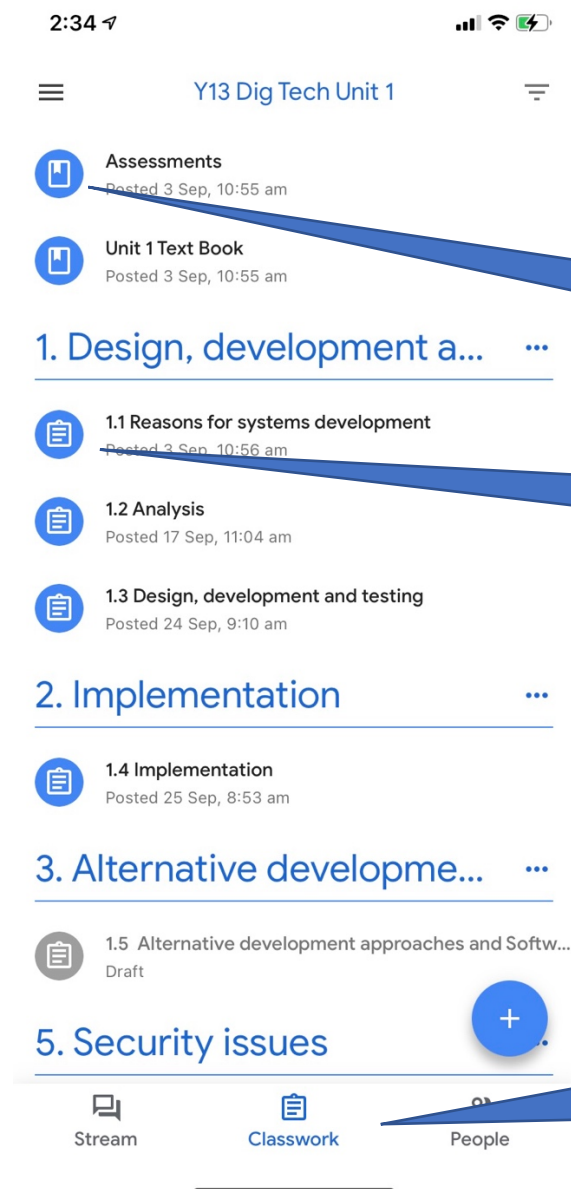 2:34
Y13 Dig Tech Unit 1
Assessments
Posted 3 Sep, 10:55 am
Unit 1 Text Book
Posted 3 Sep, 10:55 am
1. Design, development a...
1.1 Reasons for systems development
Posted 3 Sep, 10:56 am
1.2 Analysis
Posted 17 Sep, 11:04 am
1.3 Design, development and testing
Posted 24 Sep, 9:10 am
2. Implementation
1.4 Implementation
Posted 25 Sep, 8:53 am
3. Alternative developme...
1.5 Alternative development approaches and Softw...
Draft
5. Security issues
Stream Classwork People